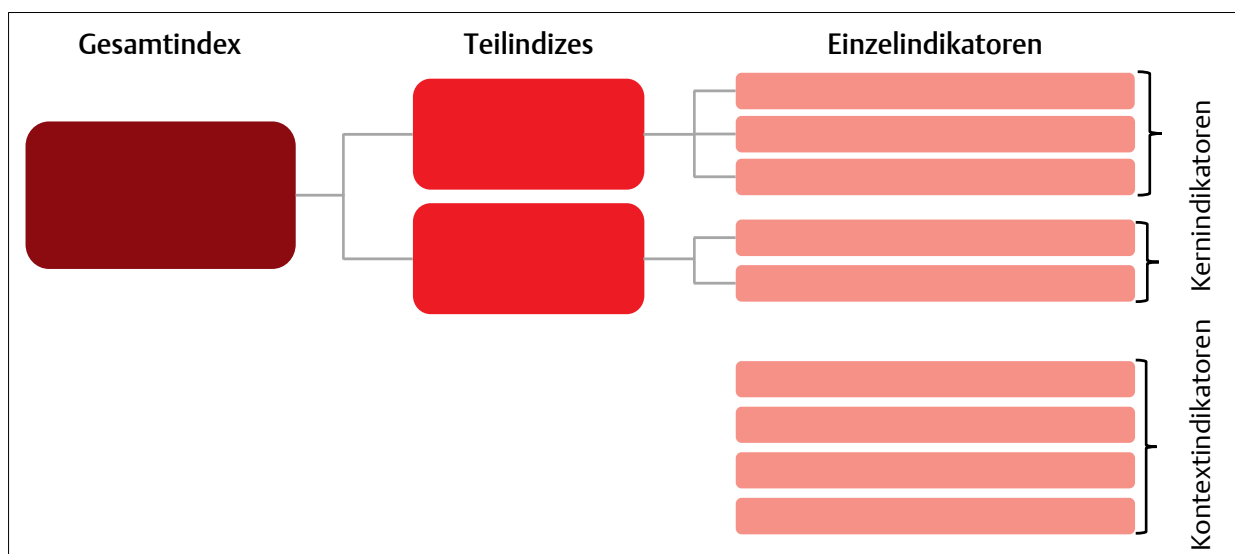 Gesamtindex
Teilindizes
Einzelindikatoren
Kernindikatoren
Kontextindikatoren